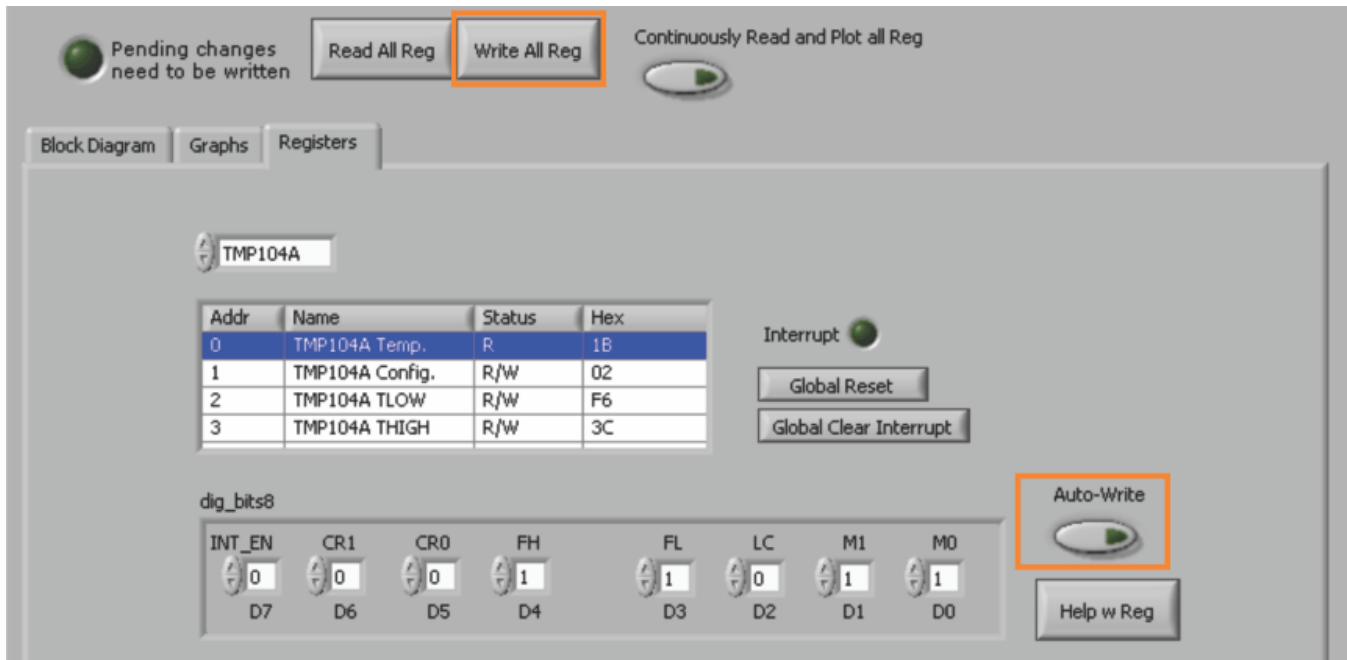 Pending changes
need to be written
Read All Reg
Write All Reg
Continuously Read and Plot all Reg
Block Diagram Graphs Registers
TMP104A
Addr Name Status Hex
0 TMP104A Temp. R 1B
1 TMP104A Config. R/W 02
2 TMP104A TLOW R/W F6
3 TMP104A THIGH R/W 3C
Interrupt
Global Reset
Global Clear Interrupt
dig_bits8
INT_EN CR1 CR0 FH FL LC M1 M0
0 0 0 1 1 0 1 1
D7 D6 D5 D4 D3 D2 D1 D0
Auto-Write
Help w Reg